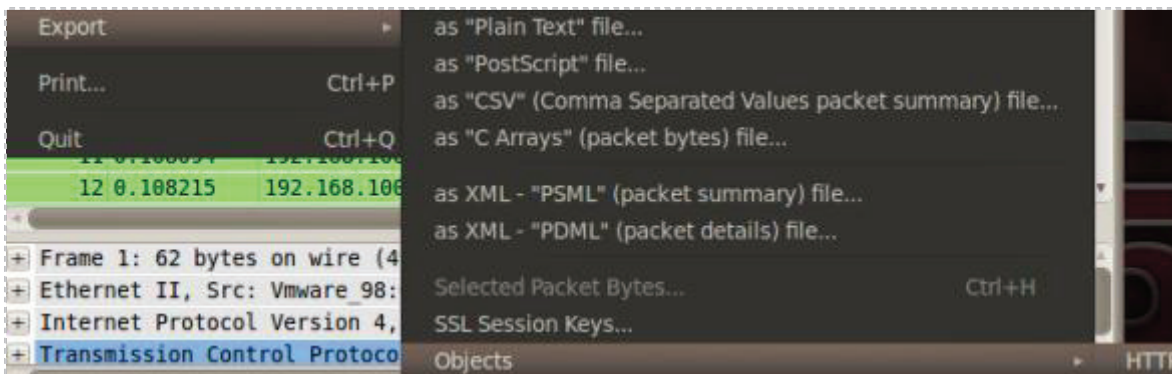 Export
as "Plain Text" file...
as "PostScript" file...
Print... Ctrl+P
as "CSV" (Comma Separated Values packet summary) file...
Quit Ctrl+Q
as "C Arrays" (packet bytes) file...
12 0.108215 192.168.100
as XML - "PSML" (packet summary) file...
as XML - "PDML" (packet details) file...
Frame 1: 62 bytes on wire (4
Ethernet II, Src: Vmware_98:
Selected Packet Bytes... Ctrl+H
Internet Protocol Version 4,
SSL Session Keys...
Transmission Control Protoco
Objects
HTT